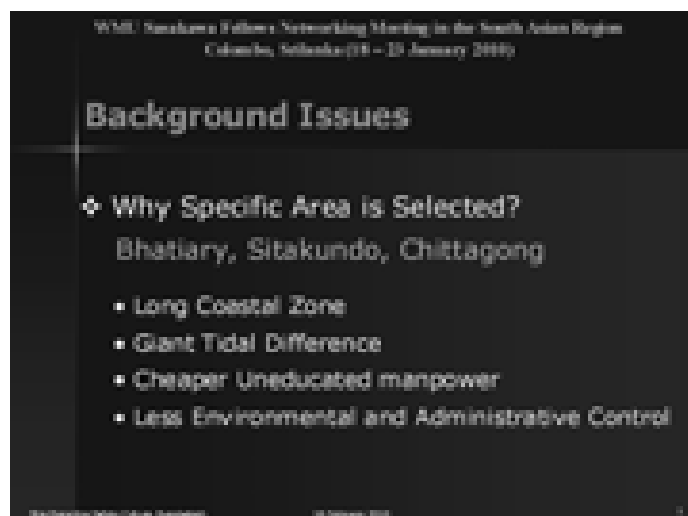 WMU Sasakawa Fellows Networking Meeting in the South Asian Region
Colombo, Srilanka (18 – 23 January 2010)
Background Issues
❖ Why Specific Area is Selected?
Bhatiary, Sitakundo, Chittagong
• Long Coastal Zone
• Giant Tidal Difference
• Cheaper Uneducated manpower
• Less Environmental and Administrative Control